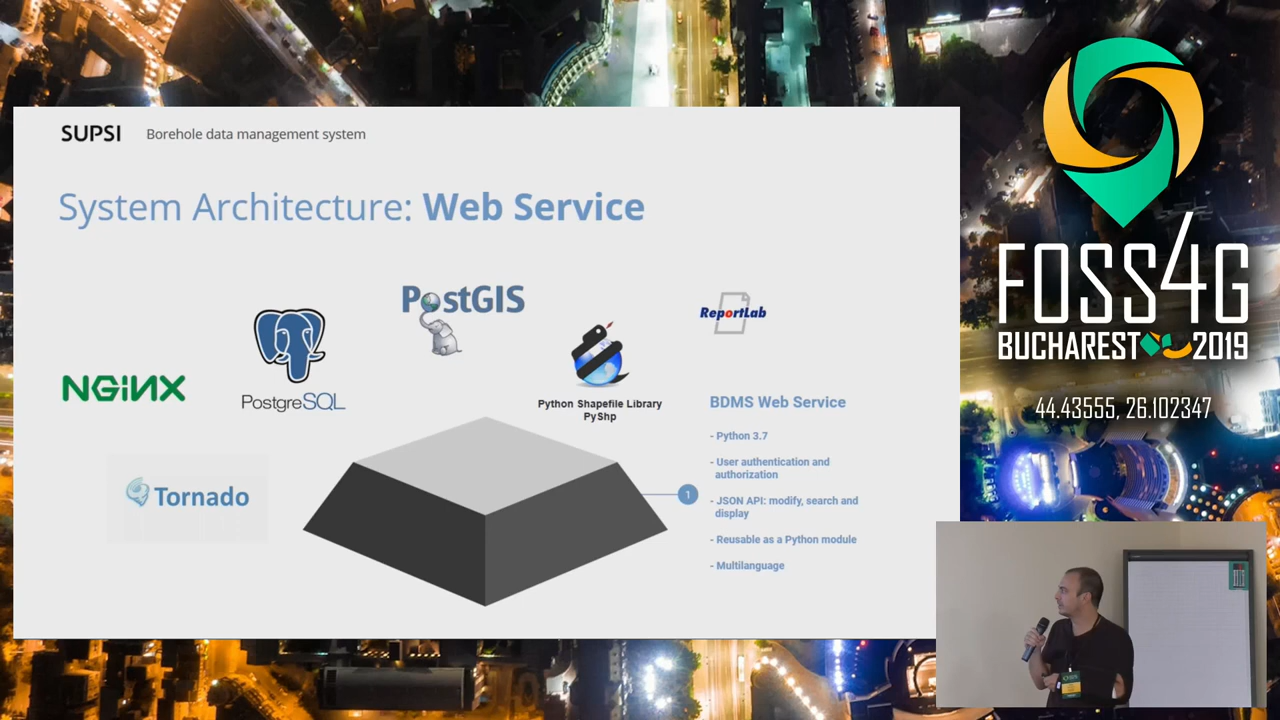 SUPSI Borehole data management system
System Architecture: Web Service
NGiNX
PostgreSQL
PostGIS
Python Shapefile Library
PyShp
ReportLab
Tornado
BDMS Web Service
- Python 3.7
- User authentication and
authorization
- JSON API: modify, search and
display
- Reusable as a Python module
- Multilanguage
1
FOSS4G
BUCHAREST 2019
44.43555, 26.102347